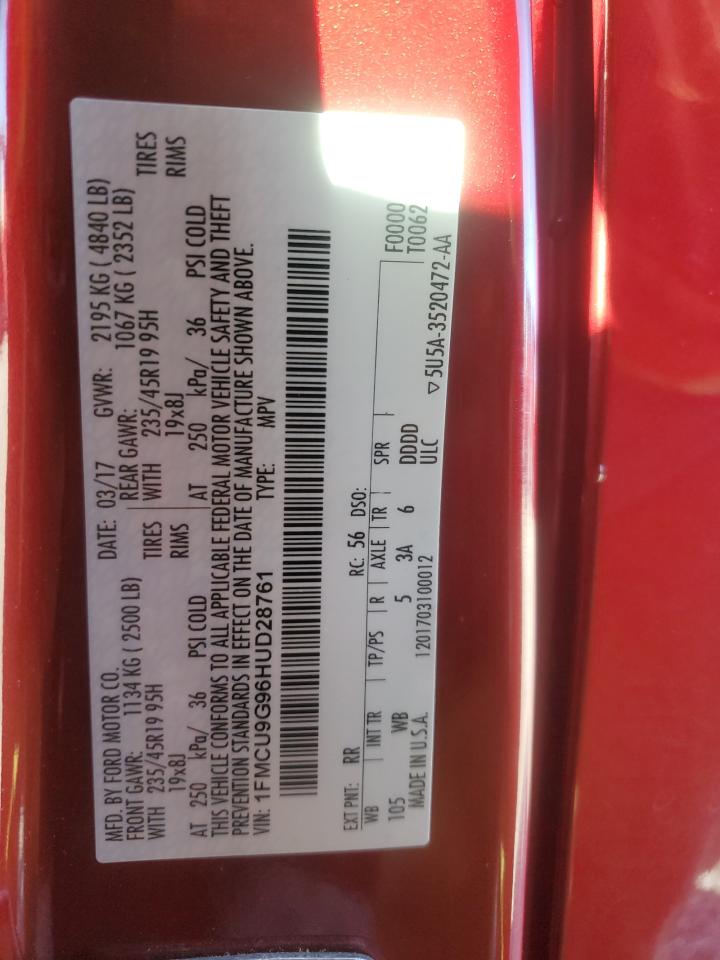 MFD. BY FORD MOTOR CO. DATE: 03/17 GVWR: 2195 KG ( 4840 LB)
FRONT GAWR: 1134 KG ( 2500 LB) REAR GAWR: 1067 KG ( 2352 LB)
WITH 235/45R19 95H TIRES WITH 235/45R19 95H TIRES
19x8J RIMS 19x8J RIMS
AT 250 kPa/ 36 PSI COLD AT 250 kPa/ 36 PSI COLD
THIS VEHICLE CONFORMS TO ALL APPLICABLE FEDERAL MOTOR VEHICLE SAFETY AND THEFT
PREVENTION STANDARDS IN EFFECT ON THE DATE OF MANUFACTURE SHOWN ABOVE.
VIN: 1FMCU9G96HUD28761 TYPE: MPV
EXT PNT: RR RC: 56 DSO: F0000
WB INT TR TP/PS R AXLE TR SPR T0062
105 WB 5 3A 6 DDDD
MADE IN U.S.A. 1201703100012 ULC ▽5U5A-3520472-AA